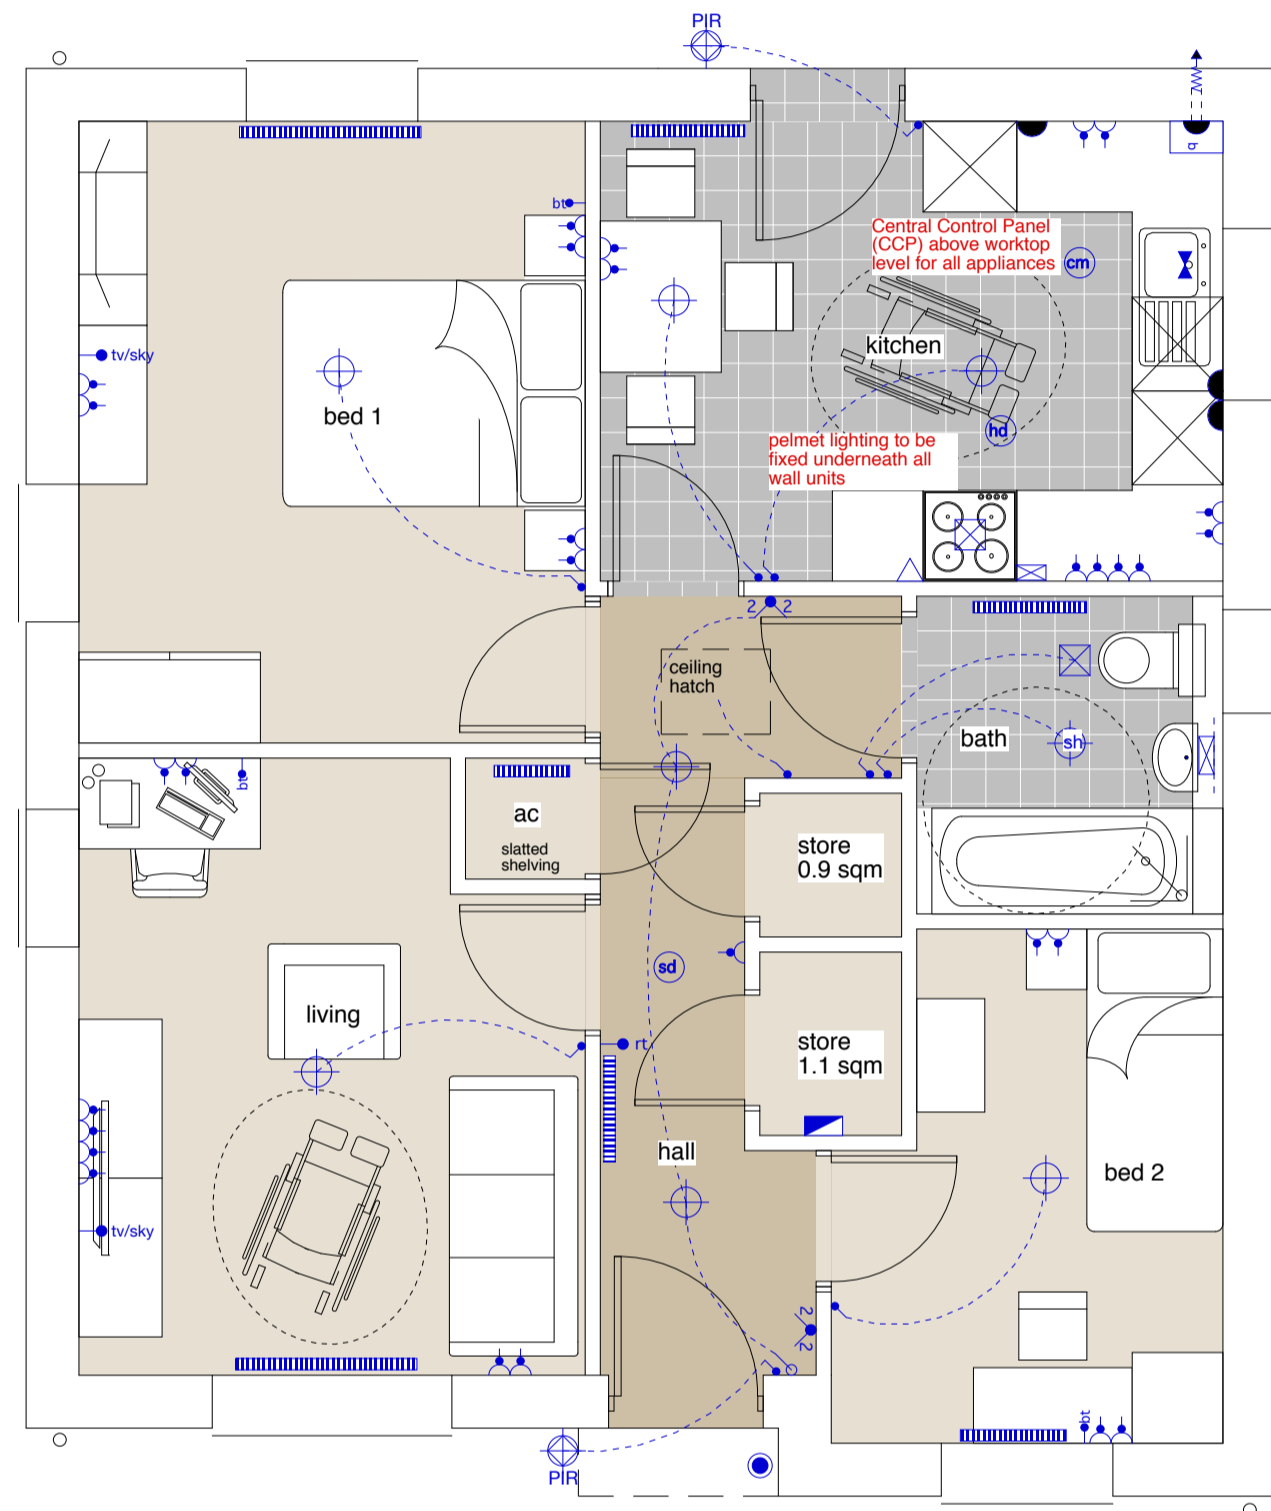 PIR
b
bt
Central Control Panel
(CCP) above worktop
level for all appliances
cm
kitchen
tv/sky
bed 1
hd
pelmet lighting to be
fixed underneath all
wall units
2 2
ceiling
hatch
bath
sh
bt
ac
slatted
shelving
store
0.9 sqm
sd
living
rt
store
1.1 sqm
hall
bed 2
tv/sky
2
2
bt
PIR